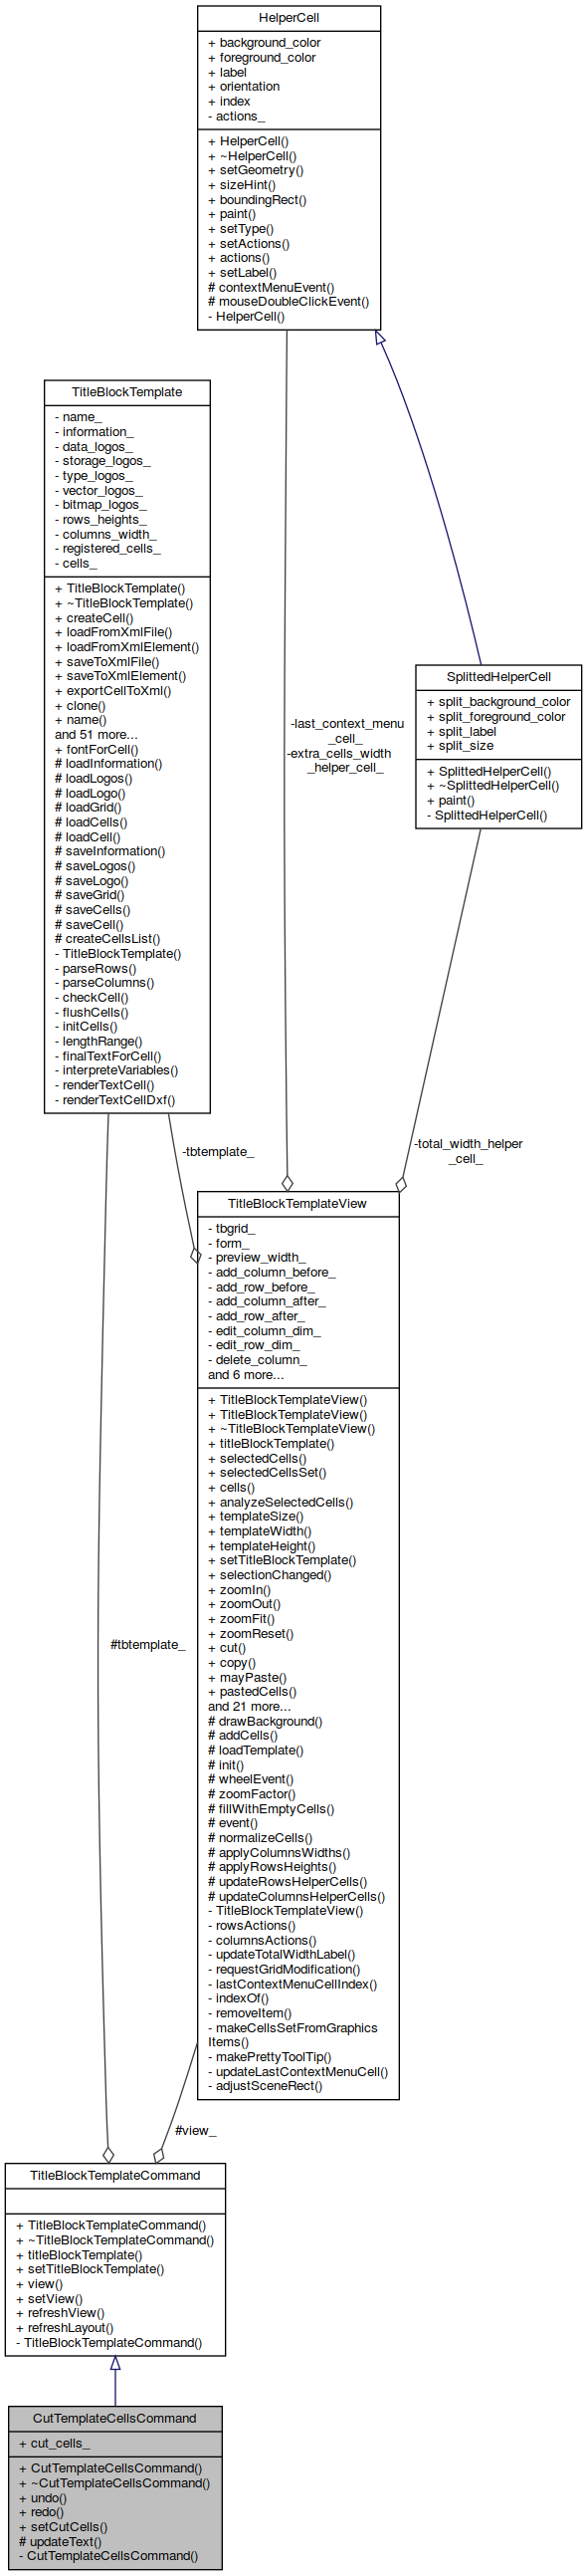 HelperCell
+ background_color
+ foreground_color
+ label
+ orientation
+ index
- actions_
+ HelperCell()
+ ~HelperCell()
+ setGeometry()
+ sizeHint()
+ boundingRect()
+ paint()
+ setType()
+ setActions()
+ actions()
+ setLabel()
# contextMenuEvent()
# mouseDoubleClickEvent()
- HelperCell()
TitleBlockTemplate
- name_
- information_
- data_logos_
- storage_logos_
- type_logos_
- vector_logos_
- bitmap_logos_
- rows_heights_
- columns_width_
- registered_cells_
- cells_
+ TitleBlockTemplate()
+ ~TitleBlockTemplate()
+ createCell()
+ loadFromXmlFile()
+ loadFromXmlElement()
+ saveToXmlFile()
+ saveToXmlElement()
+ exportCellToXml()
+ clone()
+ name()
and 51 more...
+ fontForCell()
# loadInformation()
# loadLogos()
# loadLogo()
# loadGrid()
# loadCells()
# loadCell()
# saveInformation()
# saveLogos()
# saveLogo()
# saveGrid()
# saveCells()
# saveCell()
# createCellsList()
- TitleBlockTemplate()
- parseRows()
- parseColumns()
- checkCell()
- flushCells()
- initCells()
- lengthRange()
- finalTextForCell()
- interpreteVariables()
- renderTextCell()
- renderTextCellDxf()
-last_context_menu
_cell_
-extra_cells_width
_helper_cell_
SplittedHelperCell
+ split_background_color
+ split_foreground_color
+ split_label
+ split_size
+ SplittedHelperCell()
+ ~SplittedHelperCell()
+ paint()
- SplittedHelperCell()
-tbtemplate_
-total_width_helper
_cell_
TitleBlockTemplateView
- tbgrid_
- form_
- preview_width_
- add_column_before_
- add_row_before_
- add_column_after_
- add_row_after_
- edit_column_dim_
- edit_row_dim_
- delete_column_
and 6 more...
+ TitleBlockTemplateView()
+ TitleBlockTemplateView()
+ ~TitleBlockTemplateView()
+ titleBlockTemplate()
+ selectedCells()
+ selectedCellsSet()
+ cells()
+ analyzeSelectedCells()
+ templateSize()
+ templateWidth()
+ templateHeight()
+ setTitleBlockTemplate()
+ selectionChanged()
+ zoomIn()
+ zoomOut()
+ zoomFit()
+ zoomReset()
+ cut()
+ copy()
+ mayPaste()
+ pastedCells()
and 21 more...
# drawBackground()
# addCells()
# loadTemplate()
# init()
# wheelEvent()
# zoomFactor()
# fillWithEmptyCells()
# event()
# normalizeCells()
# applyColumnsWidths()
# applyRowsHeights()
# updateRowsHelperCells()
# updateColumnsHelperCells()
- TitleBlockTemplateView()
- rowsActions()
- columnsActions()
- updateTotalWidthLabel()
- requestGridModification()
- lastContextMenuCellIndex()
- indexOf()
- removeItem()
- makeCellsSetFromGraphics
Items()
- makePrettyToolTip()
- updateLastContextMenuCell()
- adjustSceneRect()
#tbtemplate_
#view_
TitleBlockTemplateCommand
+ TitleBlockTemplateCommand()
+ ~TitleBlockTemplateCommand()
+ titleBlockTemplate()
+ setTitleBlockTemplate()
+ view()
+ setView()
+ refreshView()
+ refreshLayout()
- TitleBlockTemplateCommand()
CutTemplateCellsCommand
+ cut_cells_
+ CutTemplateCellsCommand()
+ ~CutTemplateCellsCommand()
+ undo()
+ redo()
+ setCutCells()
# updateText()
- CutTemplateCellsCommand()